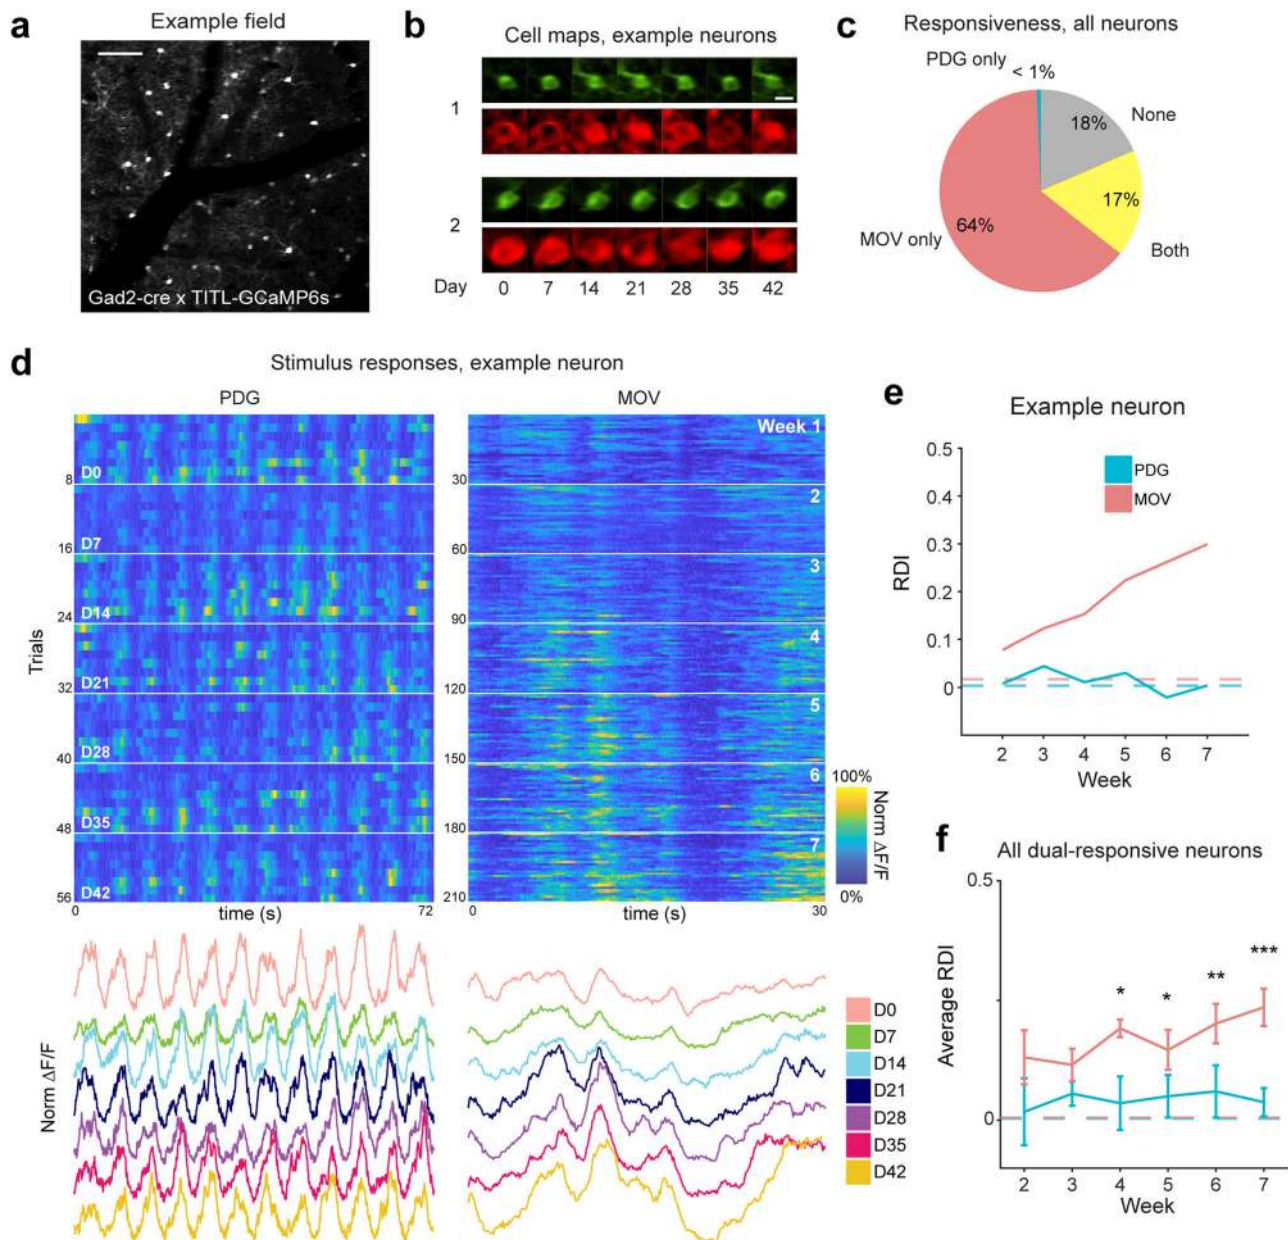 a
Example field
Gad2-cre x TITL-GCaMP6s
b
Cell maps, example neurons
1
2
Day 0 7 14 21 28 35 42
c
Responsiveness, all neurons
PDG only
< 1%
None
18%
17%
Both
64%
MOV only
d
Stimulus responses, example neuron
PDG
MOV
Trials
D0
8
D7
16
D14
24
D21
32
D28
40
D35
48
D42
56
0 time (s) 72
Week 1
30
2
60
3
90
4
120
5
150
6
180
7
210
0 time (s) 30
100%
Norm ΔF/F
0%
Norm ΔF/F
D0
D7
D14
D21
D28
D35
D42
e
Example neuron
PDG
MOV
RDI
0.5
0.4
0.3
0.2
0.1
0
2 3 4 5 6 7
Week
f
All dual-responsive neurons
Average RDI
0.5
0
* * ** ***
2 3 4 5 6 7
Week